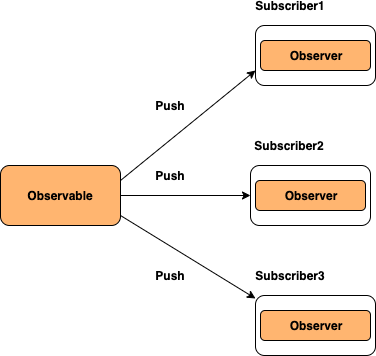 Subscriber1
Observer
Push
Subscriber2
Push
Observable
Observer
Push
Subscriber3
Observer